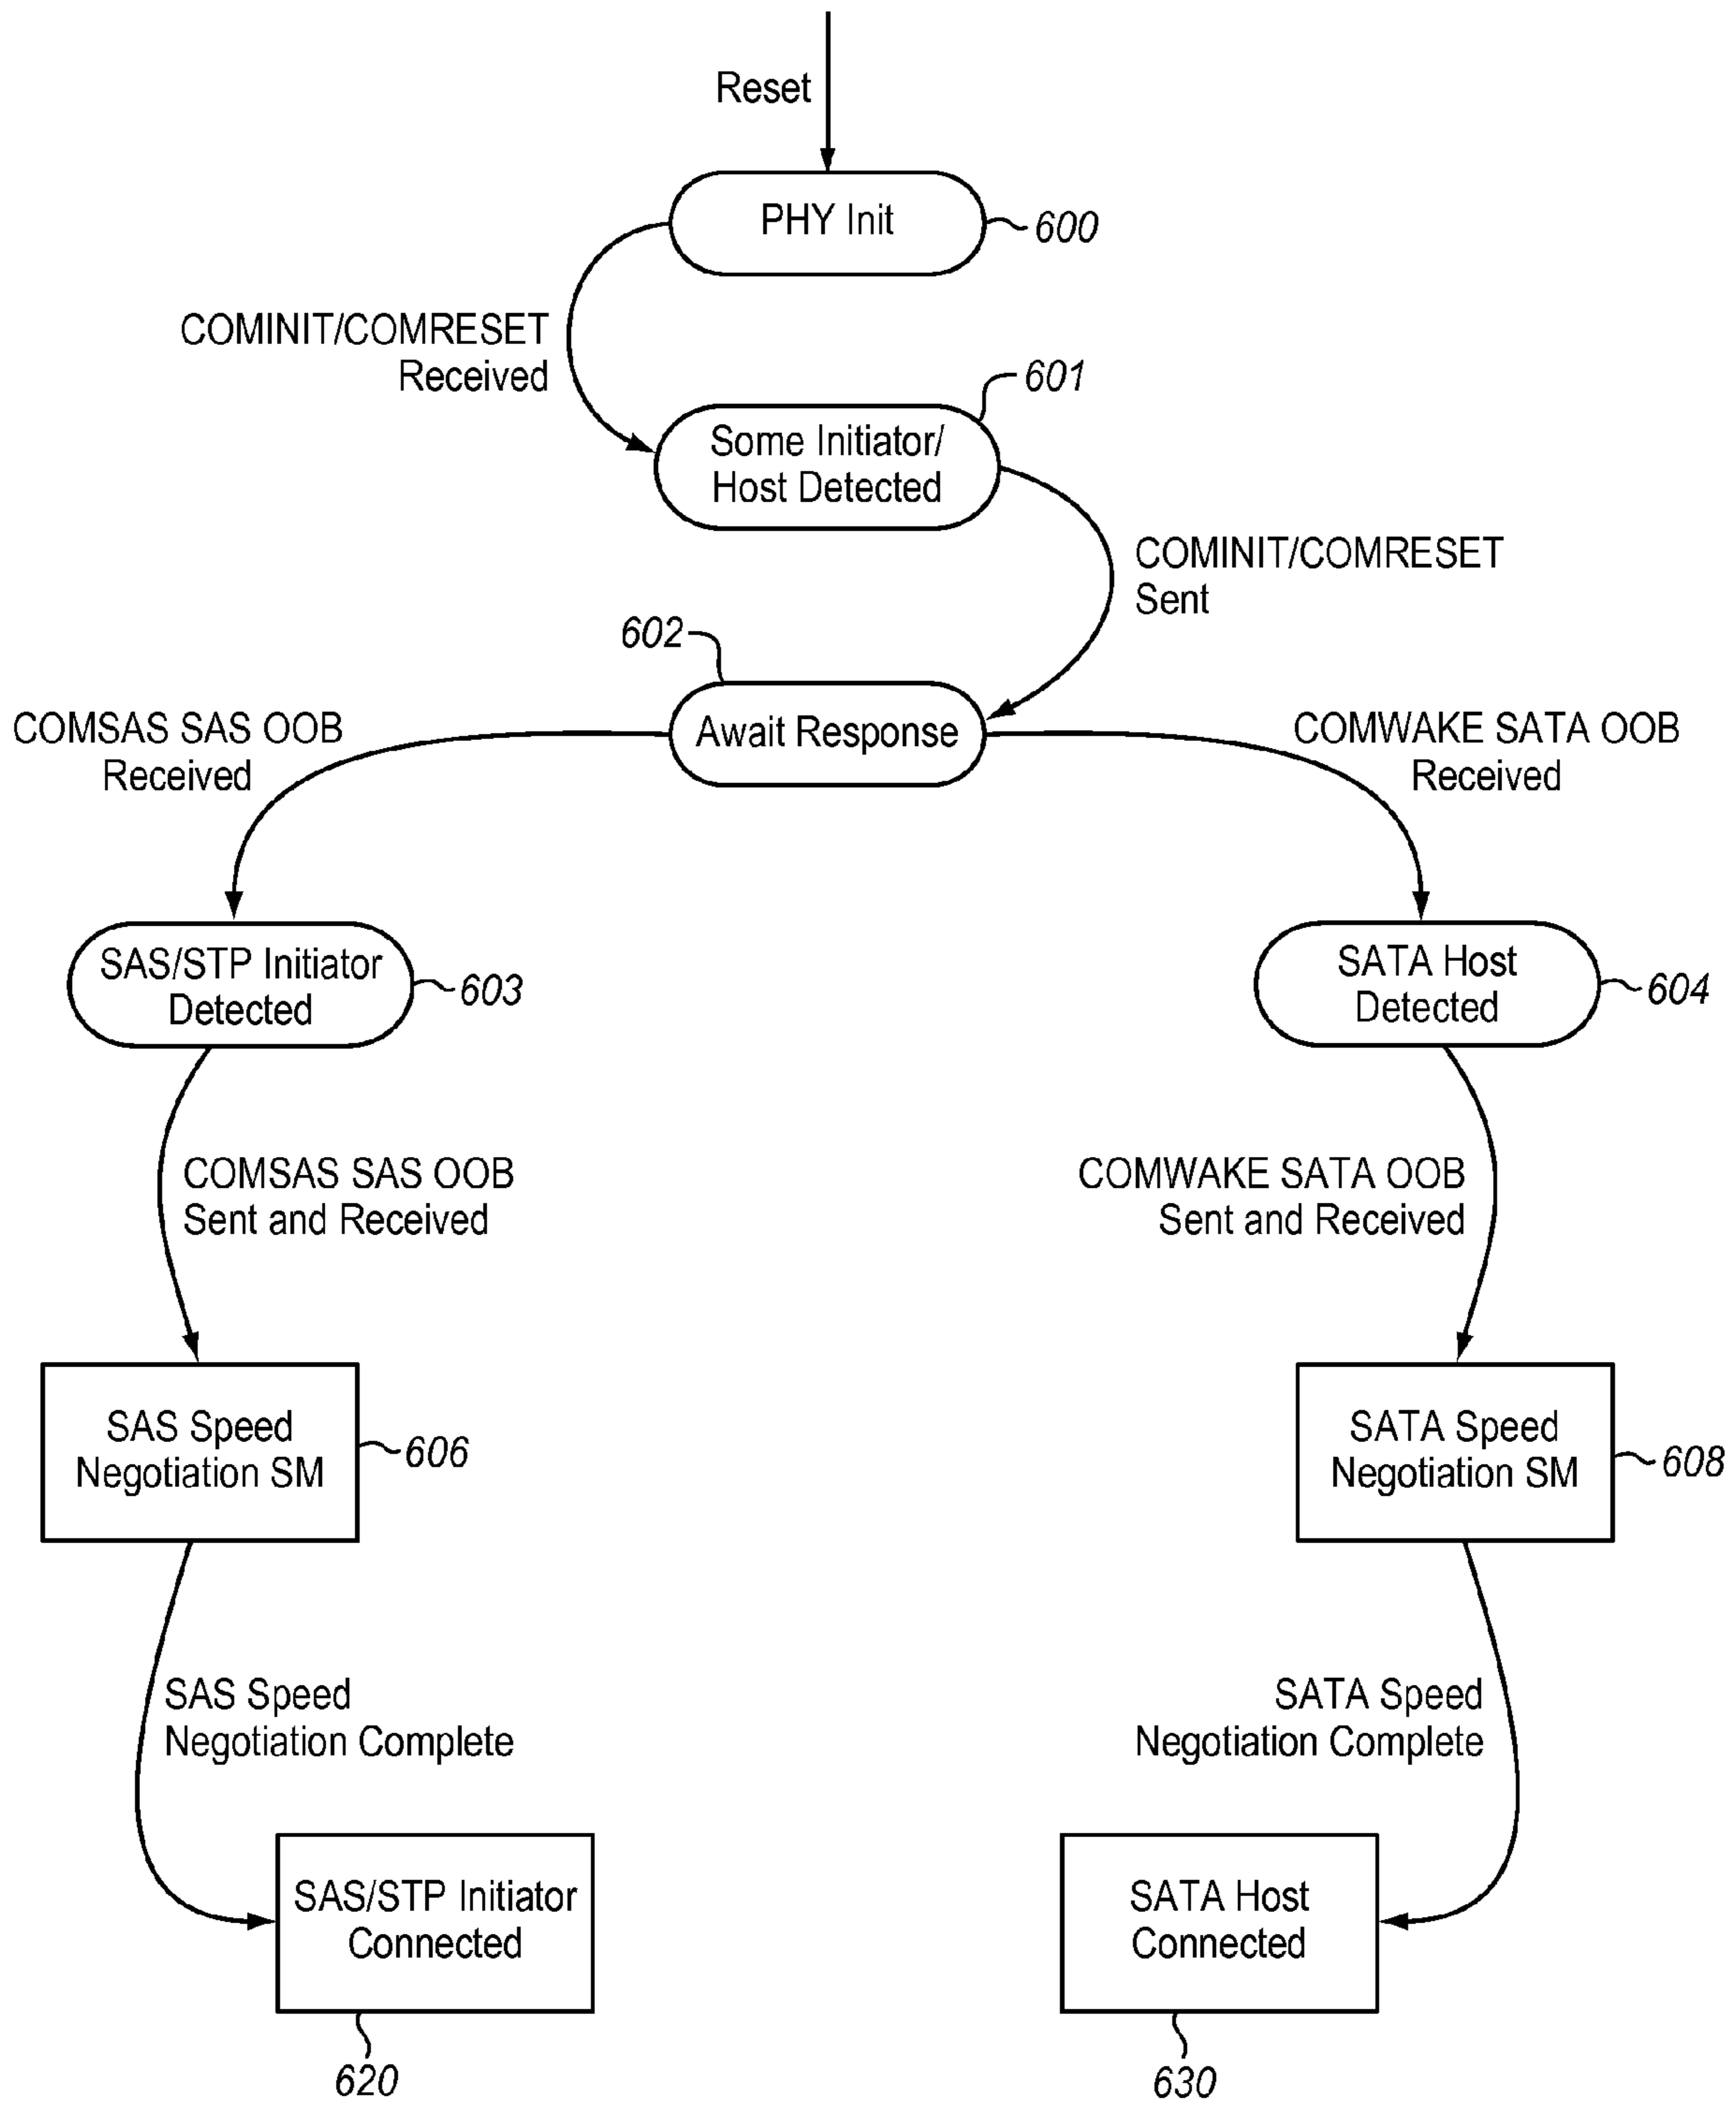 Reset
PHY Init
600
COMINIT/COMRESET
Received
601
Some Initiator/
Host Detected
COMINIT/COMRESET
Sent
602
Await Response
COMSAS SAS OOB
Received
COMWAKE SATA OOB
Received
SAS/STP Initiator
Detected
603
SATA Host
Detected
604
COMSAS SAS OOB
Sent and Received
COMWAKE SATA OOB
Sent and Received
SAS Speed
Negotiation SM
606
SATA Speed
Negotiation SM
608
SAS Speed
Negotiation Complete
SATA Speed
Negotiation Complete
SAS/STP Initiator
Connected
620
SATA Host
Connected
630